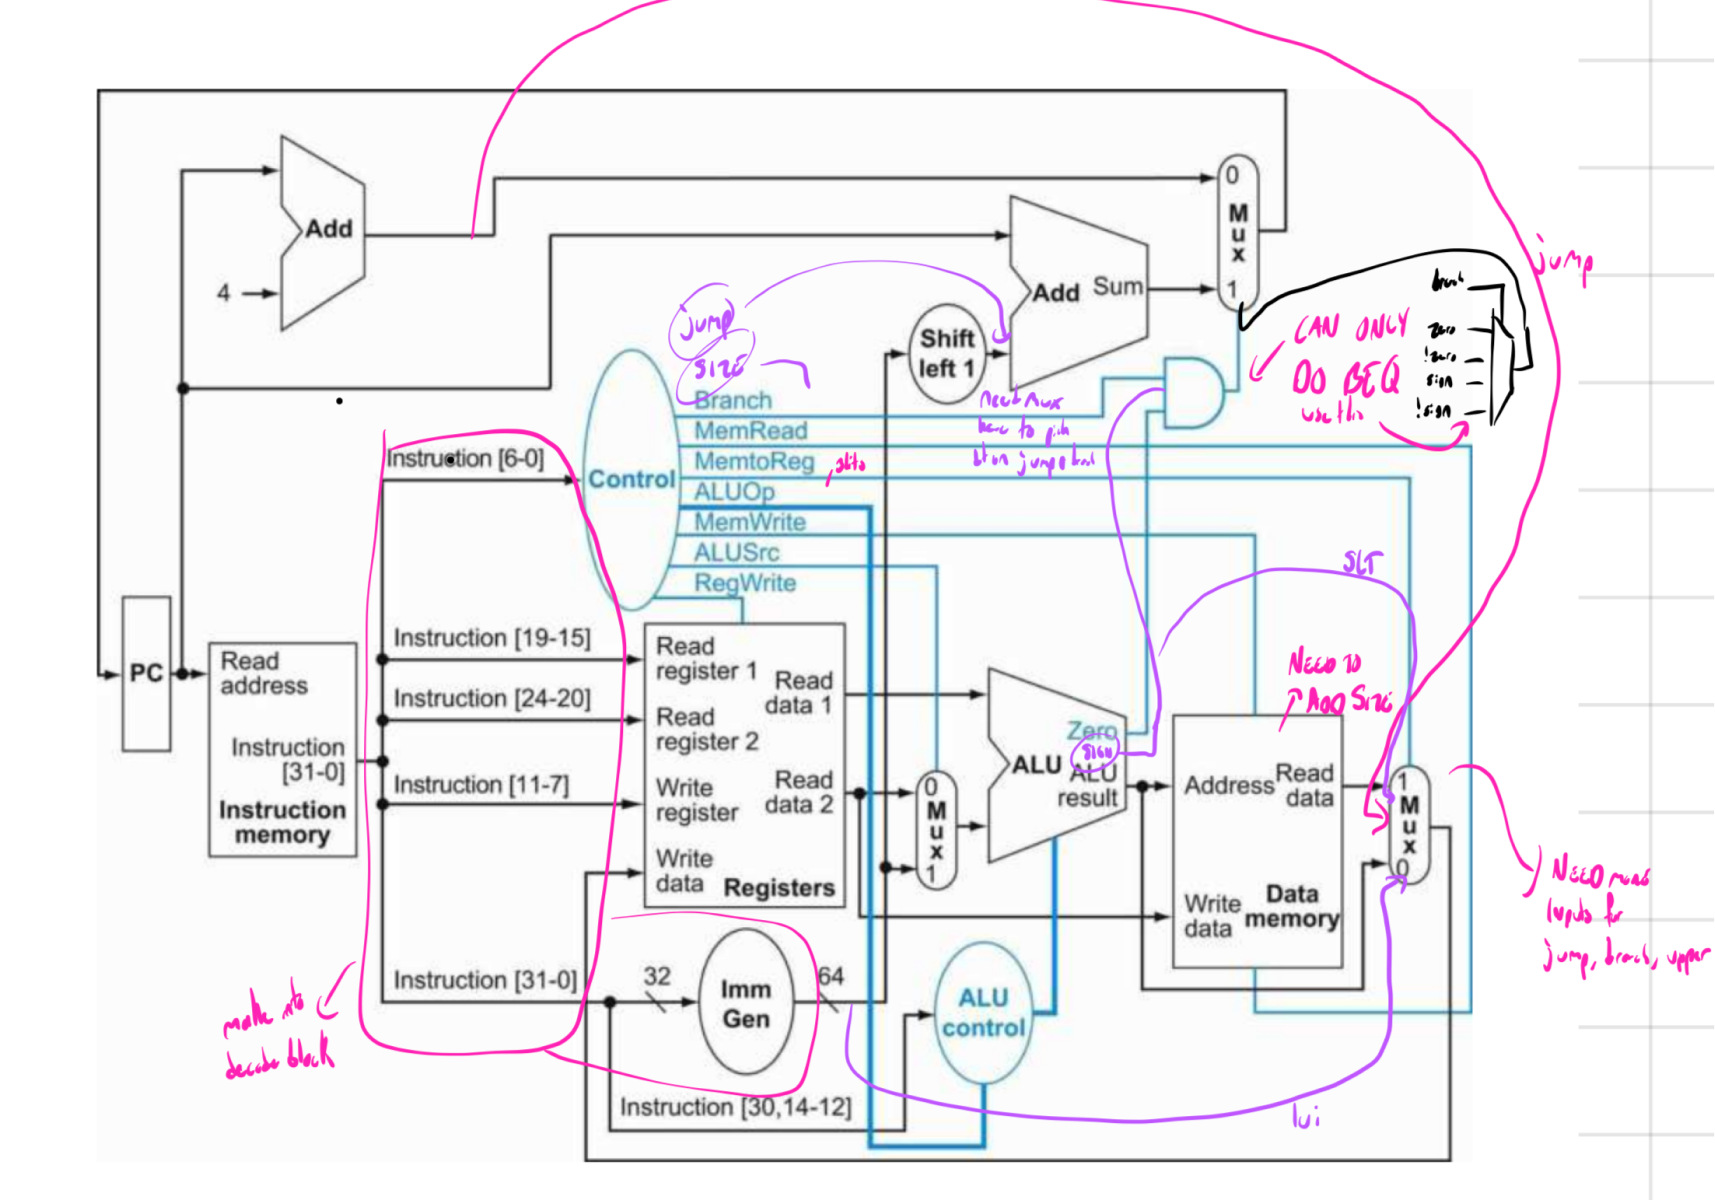 Add
4
0
M
u
x
1
Add Sum
Shift
left 1
jump
size
jump
branch
zero
!zero
sign
!sign
CAN ONLY
DO BEQ
use this
need mux
here to pick
btwn jump &
Branch
MemRead
MemtoReg
ALUOp
MemWrite
ALUSrc
RegWrite
Control
Instruction [6-0]
Instruction [19-15]
Instruction [24-20]
Instruction [11-7]
Instruction [31-0]
PC
Read
address
Instruction
[31-0]
Instruction
memory
Read
register 1
Read
register 2
Write
register
Write
data
Read
data 1
Read
data 2
Registers
0
M
u
x
1
Zero
sign
ALU ALU
result
SLT
NEED TO
ADD SIZE
Address
Read
data
Write
data
Data
memory
1
M
u
x
0
NEED more
inputs for
jump, branch, upper
make into
decode block
32
Imm
Gen
64
ALU
control
Instruction [30,14-12]
lui